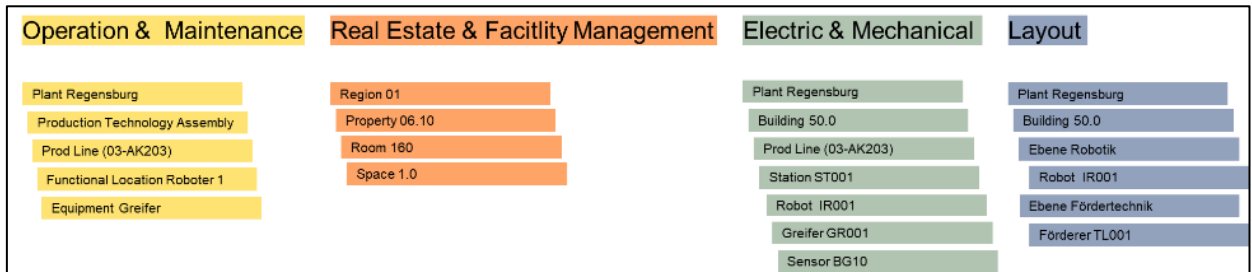 Operation & Maintenance
Plant Regensburg
Production Technology Assembly
Prod Line (03-AK203)
Functional Location Roboter 1
Equipment Greifer
Real Estate & Facitlity Management
Region 01
Property 06.10
Room 160
Space 1.0
Electric & Mechanical
Plant Regensburg
Building 50.0
Prod Line (03-AK203)
Station ST001
Robot IR001
Greifer GR001
Sensor BG10
Layout
Plant Regensburg
Building 50.0
Ebene Robotik
Robot IR001
Ebene Fördertechnik
Förderer TL001